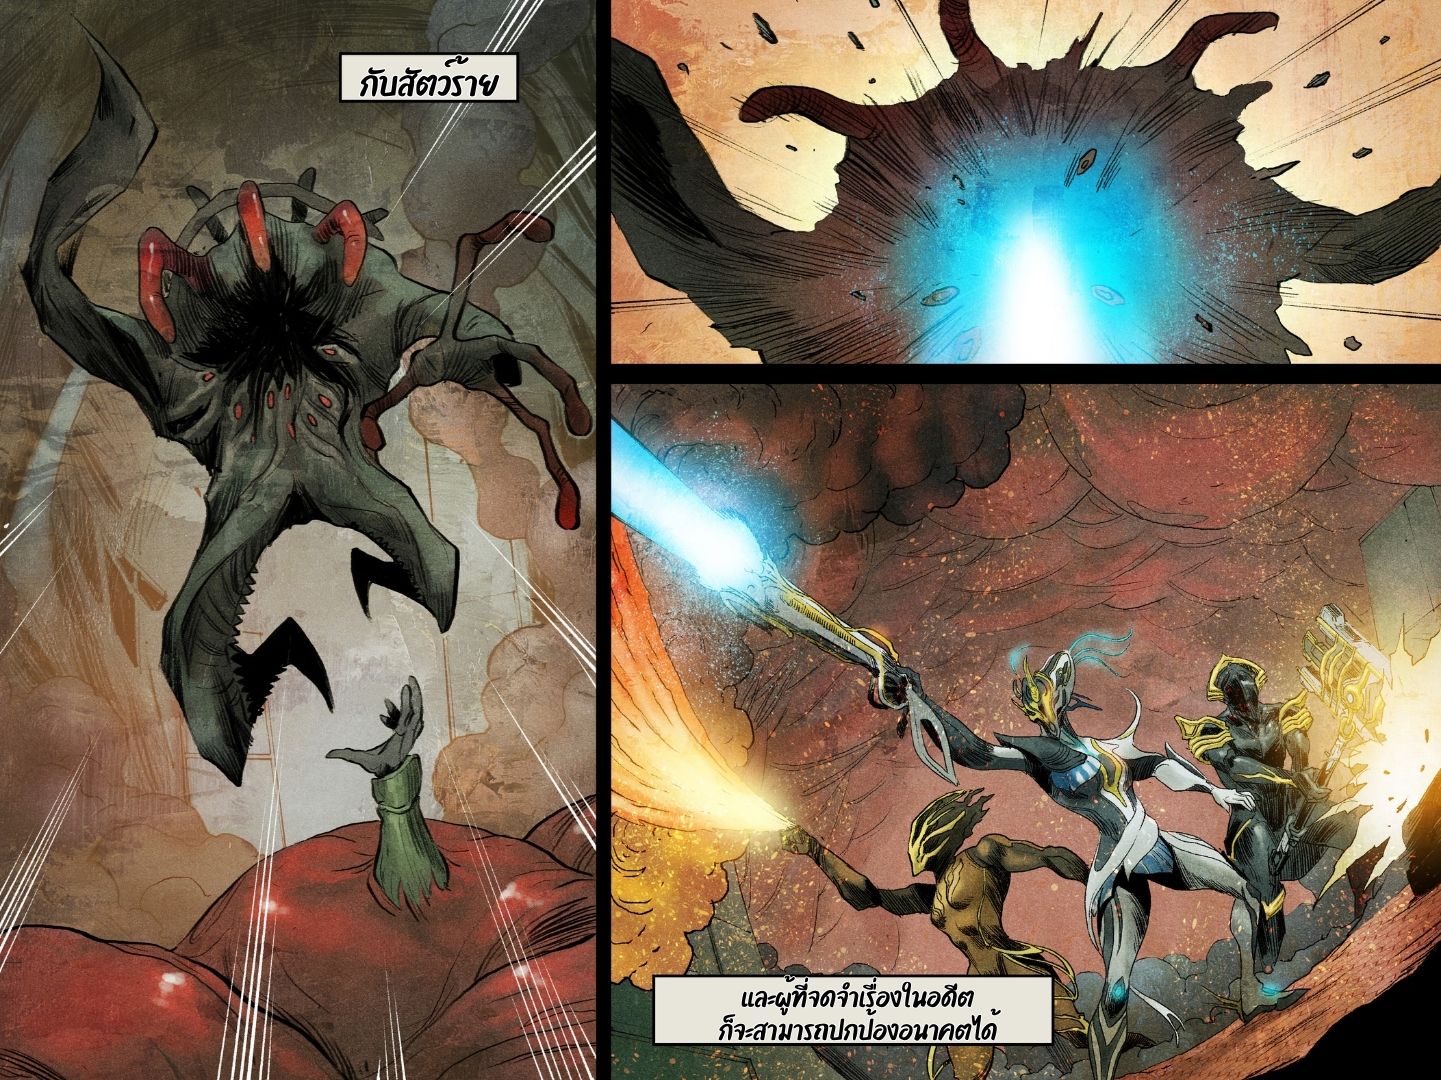 กับสัตว์ร้าย
และผู้ที่จดจำเรื่องในอดีต
ก็จะสามารถปกป้องอนาคตได้